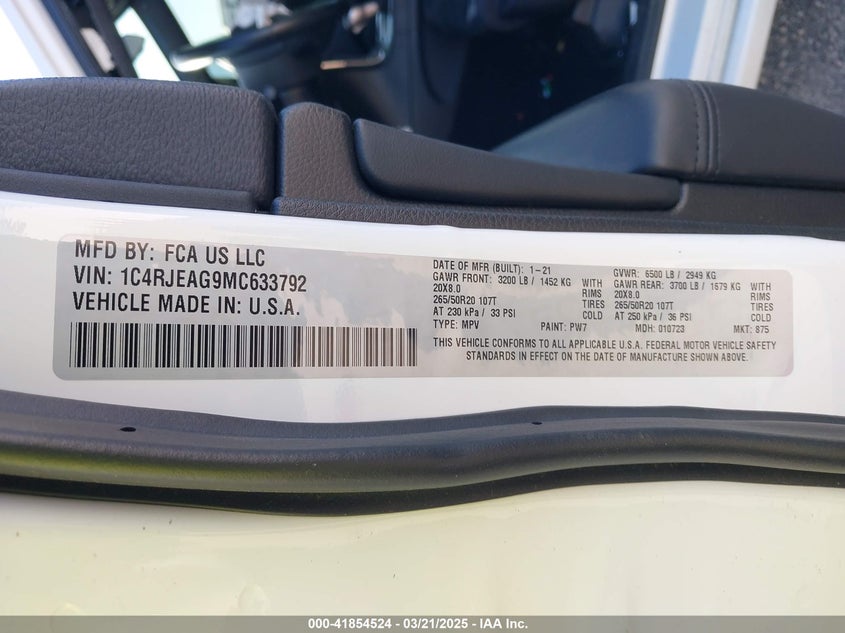 MFD BY: FCA US LLC
VIN: 1C4RJEAG9MC633792
VEHICLE MADE IN: U.S.A.
DATE OF MFR (BUILT): 1-21 GVWR: 6500 LB / 2949 KG
GAWR FRONT: 3200 LB / 1452 KG GAWR REAR: 3700 LB / 1679 KG
20X8.0 RIMS 20X8.0 RIMS
265/50R20 107T TIRES 265/50R20 107T TIRES
AT 230 kPa / 33 PSI COLD AT 250 kPa / 36 PSI COLD
TYPE: MPV PAINT: PW7 MDH: 010723 MKT: 875
THIS VEHICLE CONFORMS TO ALL APPLICABLE U.S.A. FEDERAL MOTOR VEHICLE SAFETY
STANDARDS IN EFFECT ON THE DATE OF MANUFACTURE SHOWN ABOVE.
000-41854524 | 03/21/2025 - IAA Inc.